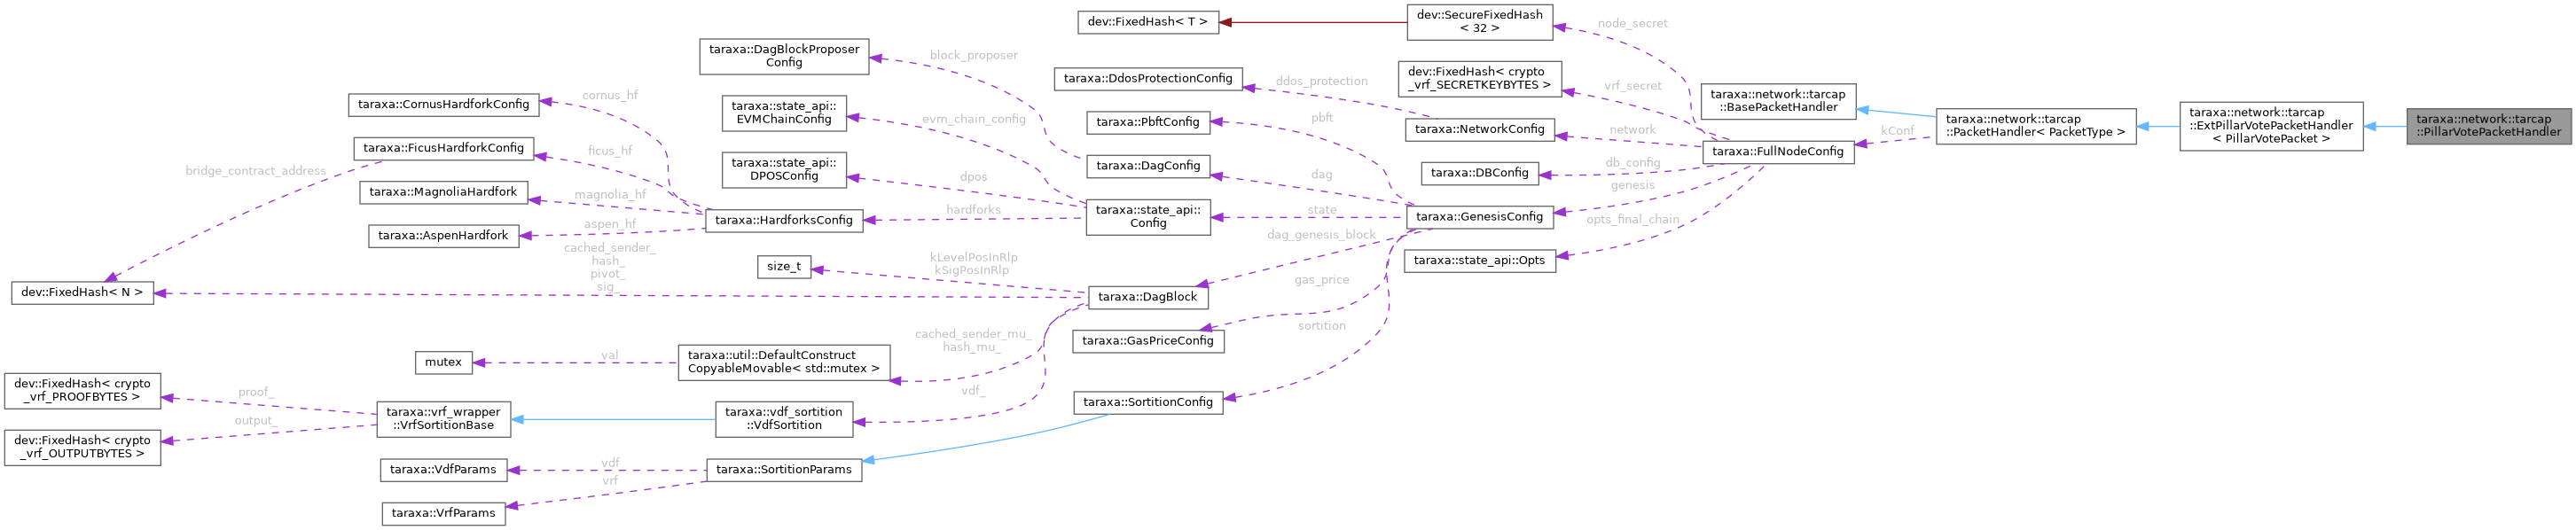 dev::FixedHash< T >
dev::SecureFixedHash
< 32 >
node_secret
taraxa::DagBlockProposer
Config
block_proposer
taraxa::DdosProtectionConfig
ddos_protection
dev::FixedHash< crypto
_vrf_SECRETKEYBYTES >
vrf_secret
taraxa::network::tarcap
::BasePacketHandler
taraxa::CornusHardforkConfig
cornus_hf
taraxa::state_api::
EVMChainConfig
evm_chain_config
taraxa::PbftConfig
pbft
taraxa::NetworkConfig
network
taraxa::network::tarcap
::PacketHandler< PacketType >
kConf
taraxa::network::tarcap
::ExtPillarVotePacketHandler
< PillarVotePacket >
taraxa::network::tarcap
::PillarVotePacketHandler
taraxa::FicusHardforkConfig
ficus_hf
bridge_contract_address
taraxa::state_api::
DPOSConfig
dpos
taraxa::DagConfig
dag
taraxa::DBConfig
db_config
taraxa::FullNodeConfig
genesis
taraxa::MagnoliaHardfork
magnolia_hf
taraxa::HardforksConfig
hardforks
taraxa::state_api::
Config
state
taraxa::GenesisConfig
opts_final_chain
taraxa::AspenHardfork
aspen_hf
dag_genesis_block
taraxa::state_api::Opts
cached_sender_
hash_
pivot_
sig_
size_t
kLevelPosInRlp
kSigPosInRlp
gas_price
dev::FixedHash< N >
taraxa::DagBlock
sortition
cached_sender_mu_
hash_mu_
taraxa::GasPriceConfig
mutex
val
taraxa::util::DefaultConstruct
CopyableMovable< std::mutex >
vdf_
dev::FixedHash< crypto
_vrf_PROOFBYTES >
proof_
taraxa::vrf_wrapper
::VrfSortitionBase
taraxa::vdf_sortition
::VdfSortition
taraxa::SortitionConfig
dev::FixedHash< crypto
_vrf_OUTPUTBYTES >
output_
taraxa::VdfParams
vdf
taraxa::SortitionParams
vrf
taraxa::VrfParams